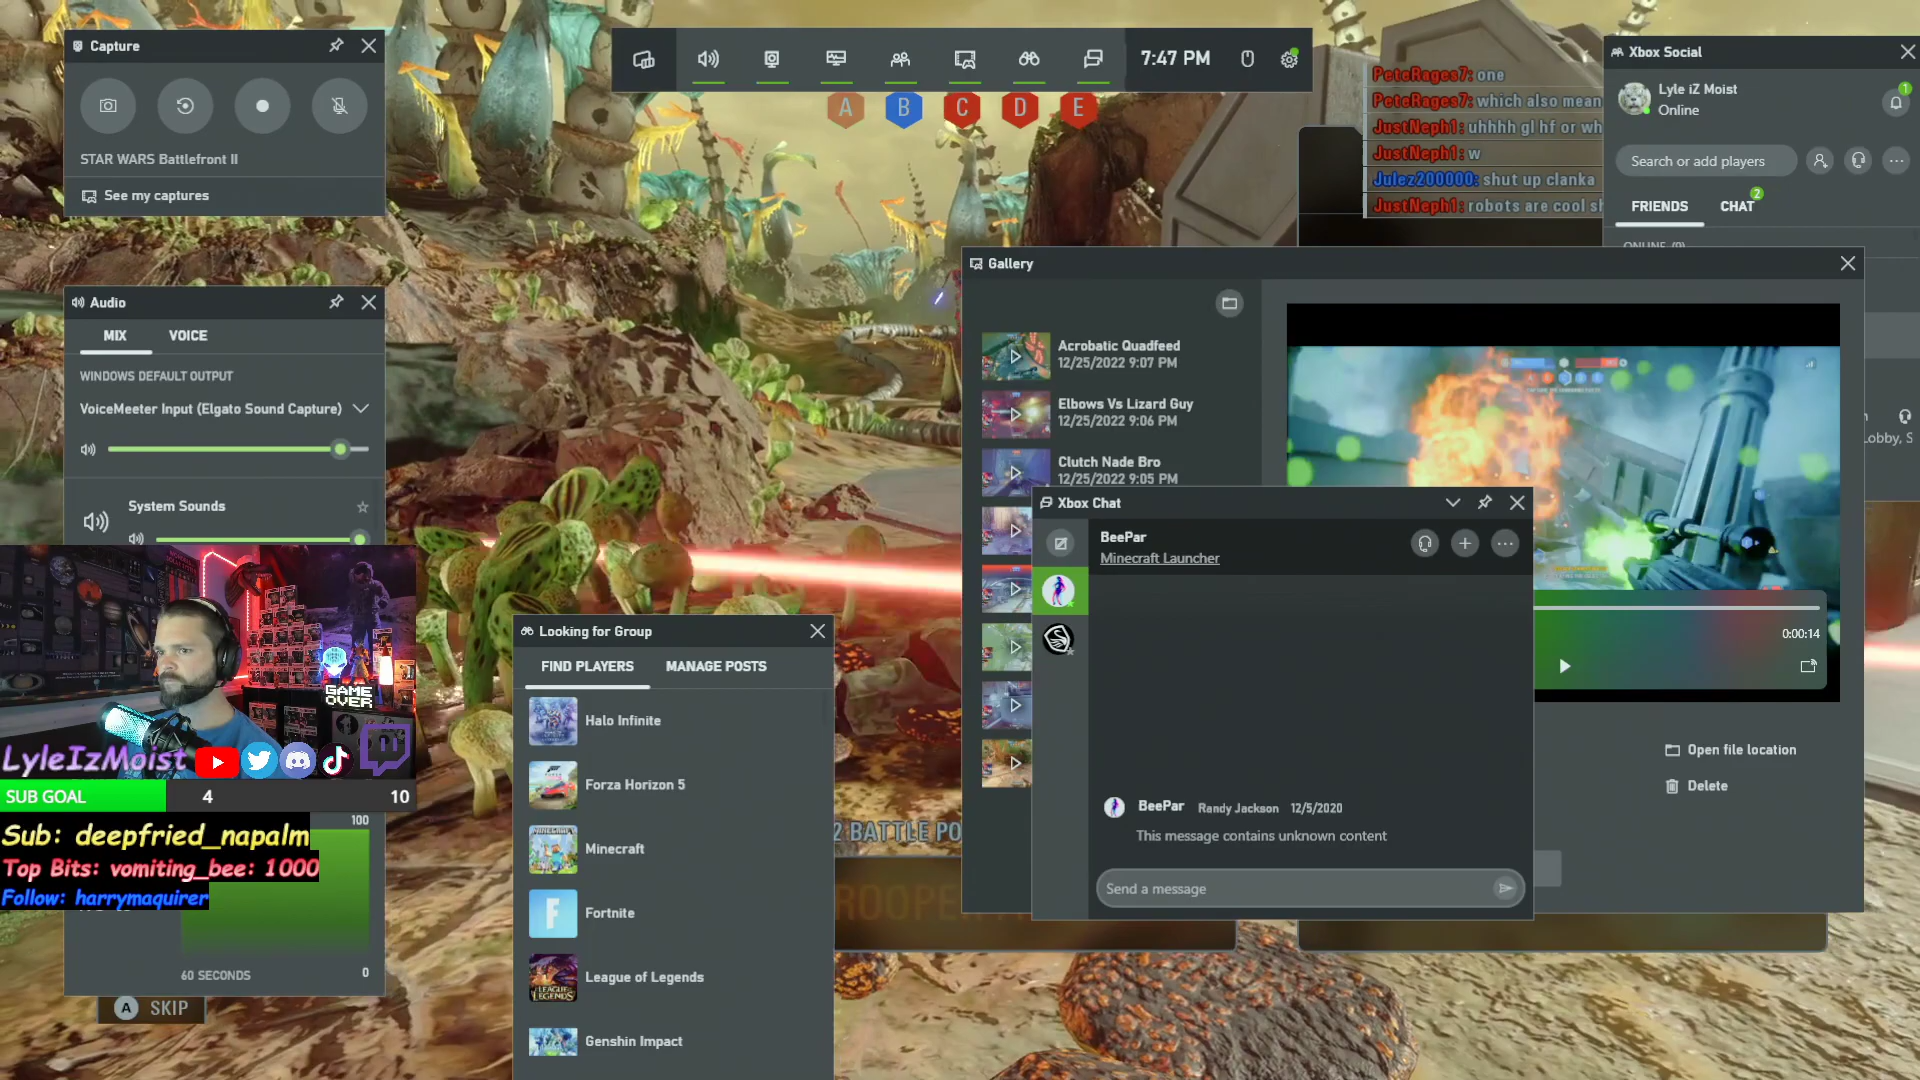 Capture
STAR WARS Battlefront II
See my captures
7:47 PM
A B C D E
PeteRages7: one
PeteRages7: which also mean
JustNeph1: uhhhh gl hf or wh
JustNeph1: w
Julez200000: shut up clanka
JustNeph1: robots are cool sh
Xbox Social
Lyle iZ Moist
Online
1
Search or add players
FRIENDS
CHAT
2
Audio
MIX
VOICE
WINDOWS DEFAULT OUTPUT
VoiceMeeter Input (Elgato Sound Capture)
System Sounds
Gallery
Acrobatic Quadfeed
12/25/2022 9:07 PM
Elbows Vs Lizard Guy
12/25/2022 9:06 PM
Clutch Nade Bro
12/25/2022 9:05 PM
Lobby, S
Xbox Chat
BeePar
Minecraft Launcher
0:00:14
Open file location
Delete
BeePar Randy Jackson 12/5/2020
This message contains unknown content
Send a message
Looking for Group
FIND PLAYERS
MANAGE POSTS
Halo Infinite
Forza Horizon 5
Minecraft
Fortnite
League of Legends
Genshin Impact
GAME OVER
LyleIzMoist
SUB GOAL 4 10
Sub: deepfried_napalm
Top Bits: vomiting_bee: 1000
Follow: harrymaquirer
100
60 SECONDS 0
A SKIP
2 BATTLE PO
ROOPER